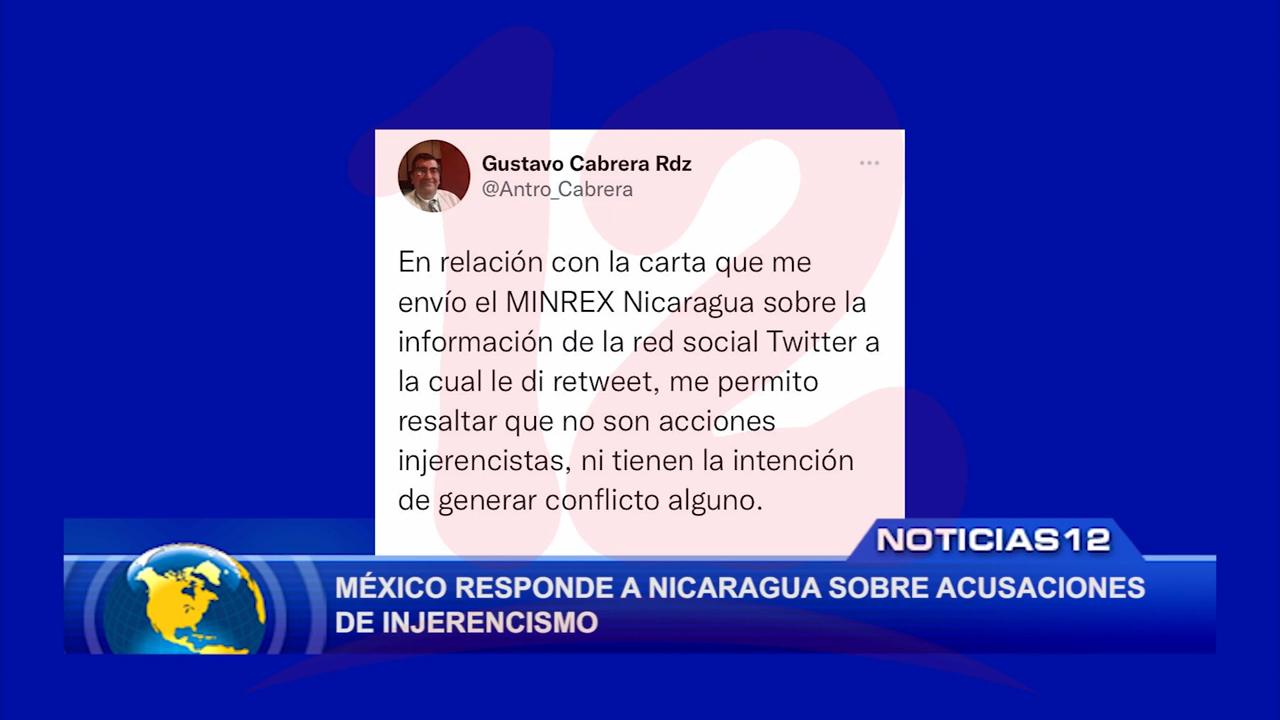 Gustavo Cabrera Rdz
@Antro_Cabrera
En relación con la carta que me
envío el MINREX Nicaragua sobre la
información de la red social Twitter a
la cual le di retweet, me permito
resaltar que no son acciones
injerencistas, ni tienen la intención
de generar conflicto alguno.
NOTICIAS12
MÉXICO RESPONDE A NICARAGUA SOBRE ACUSACIONES
DE INJERENCISMO
12